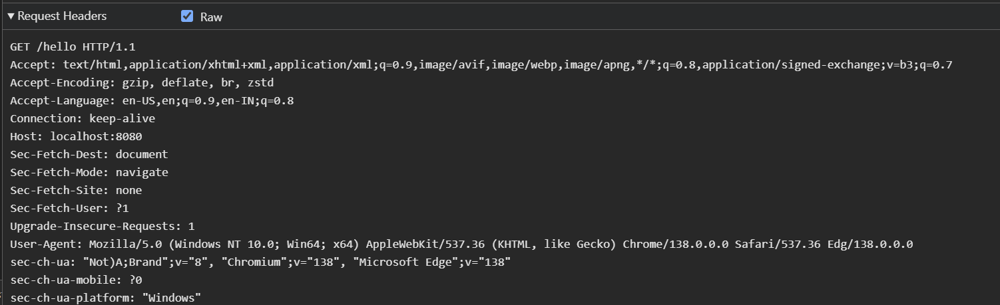 Request Headers Raw
GET /hello HTTP/1.1
Accept: text/html,application/xhtml+xml,application/xml;q=0.9,image/avif,image/webp,image/apng,*/*;q=0.8,application/signed-exchange;v=b3;q=0.7
Accept-Encoding: gzip, deflate, br, zstd
Accept-Language: en-US,en;q=0.9,en-IN;q=0.8
Connection: keep-alive
Host: localhost:8080
Sec-Fetch-Dest: document
Sec-Fetch-Mode: navigate
Sec-Fetch-Site: none
Sec-Fetch-User: ?1
Upgrade-Insecure-Requests: 1
User-Agent: Mozilla/5.0 (Windows NT 10.0; Win64; x64) AppleWebKit/537.36 (KHTML, like Gecko) Chrome/138.0.0.0 Safari/537.36 Edg/138.0.0.0
sec-ch-ua: "Not)A;Brand";v="8", "Chromium";v="138", "Microsoft Edge";v="138"
sec-ch-ua-mobile: ?0
sec-ch-ua-platform: "Windows"